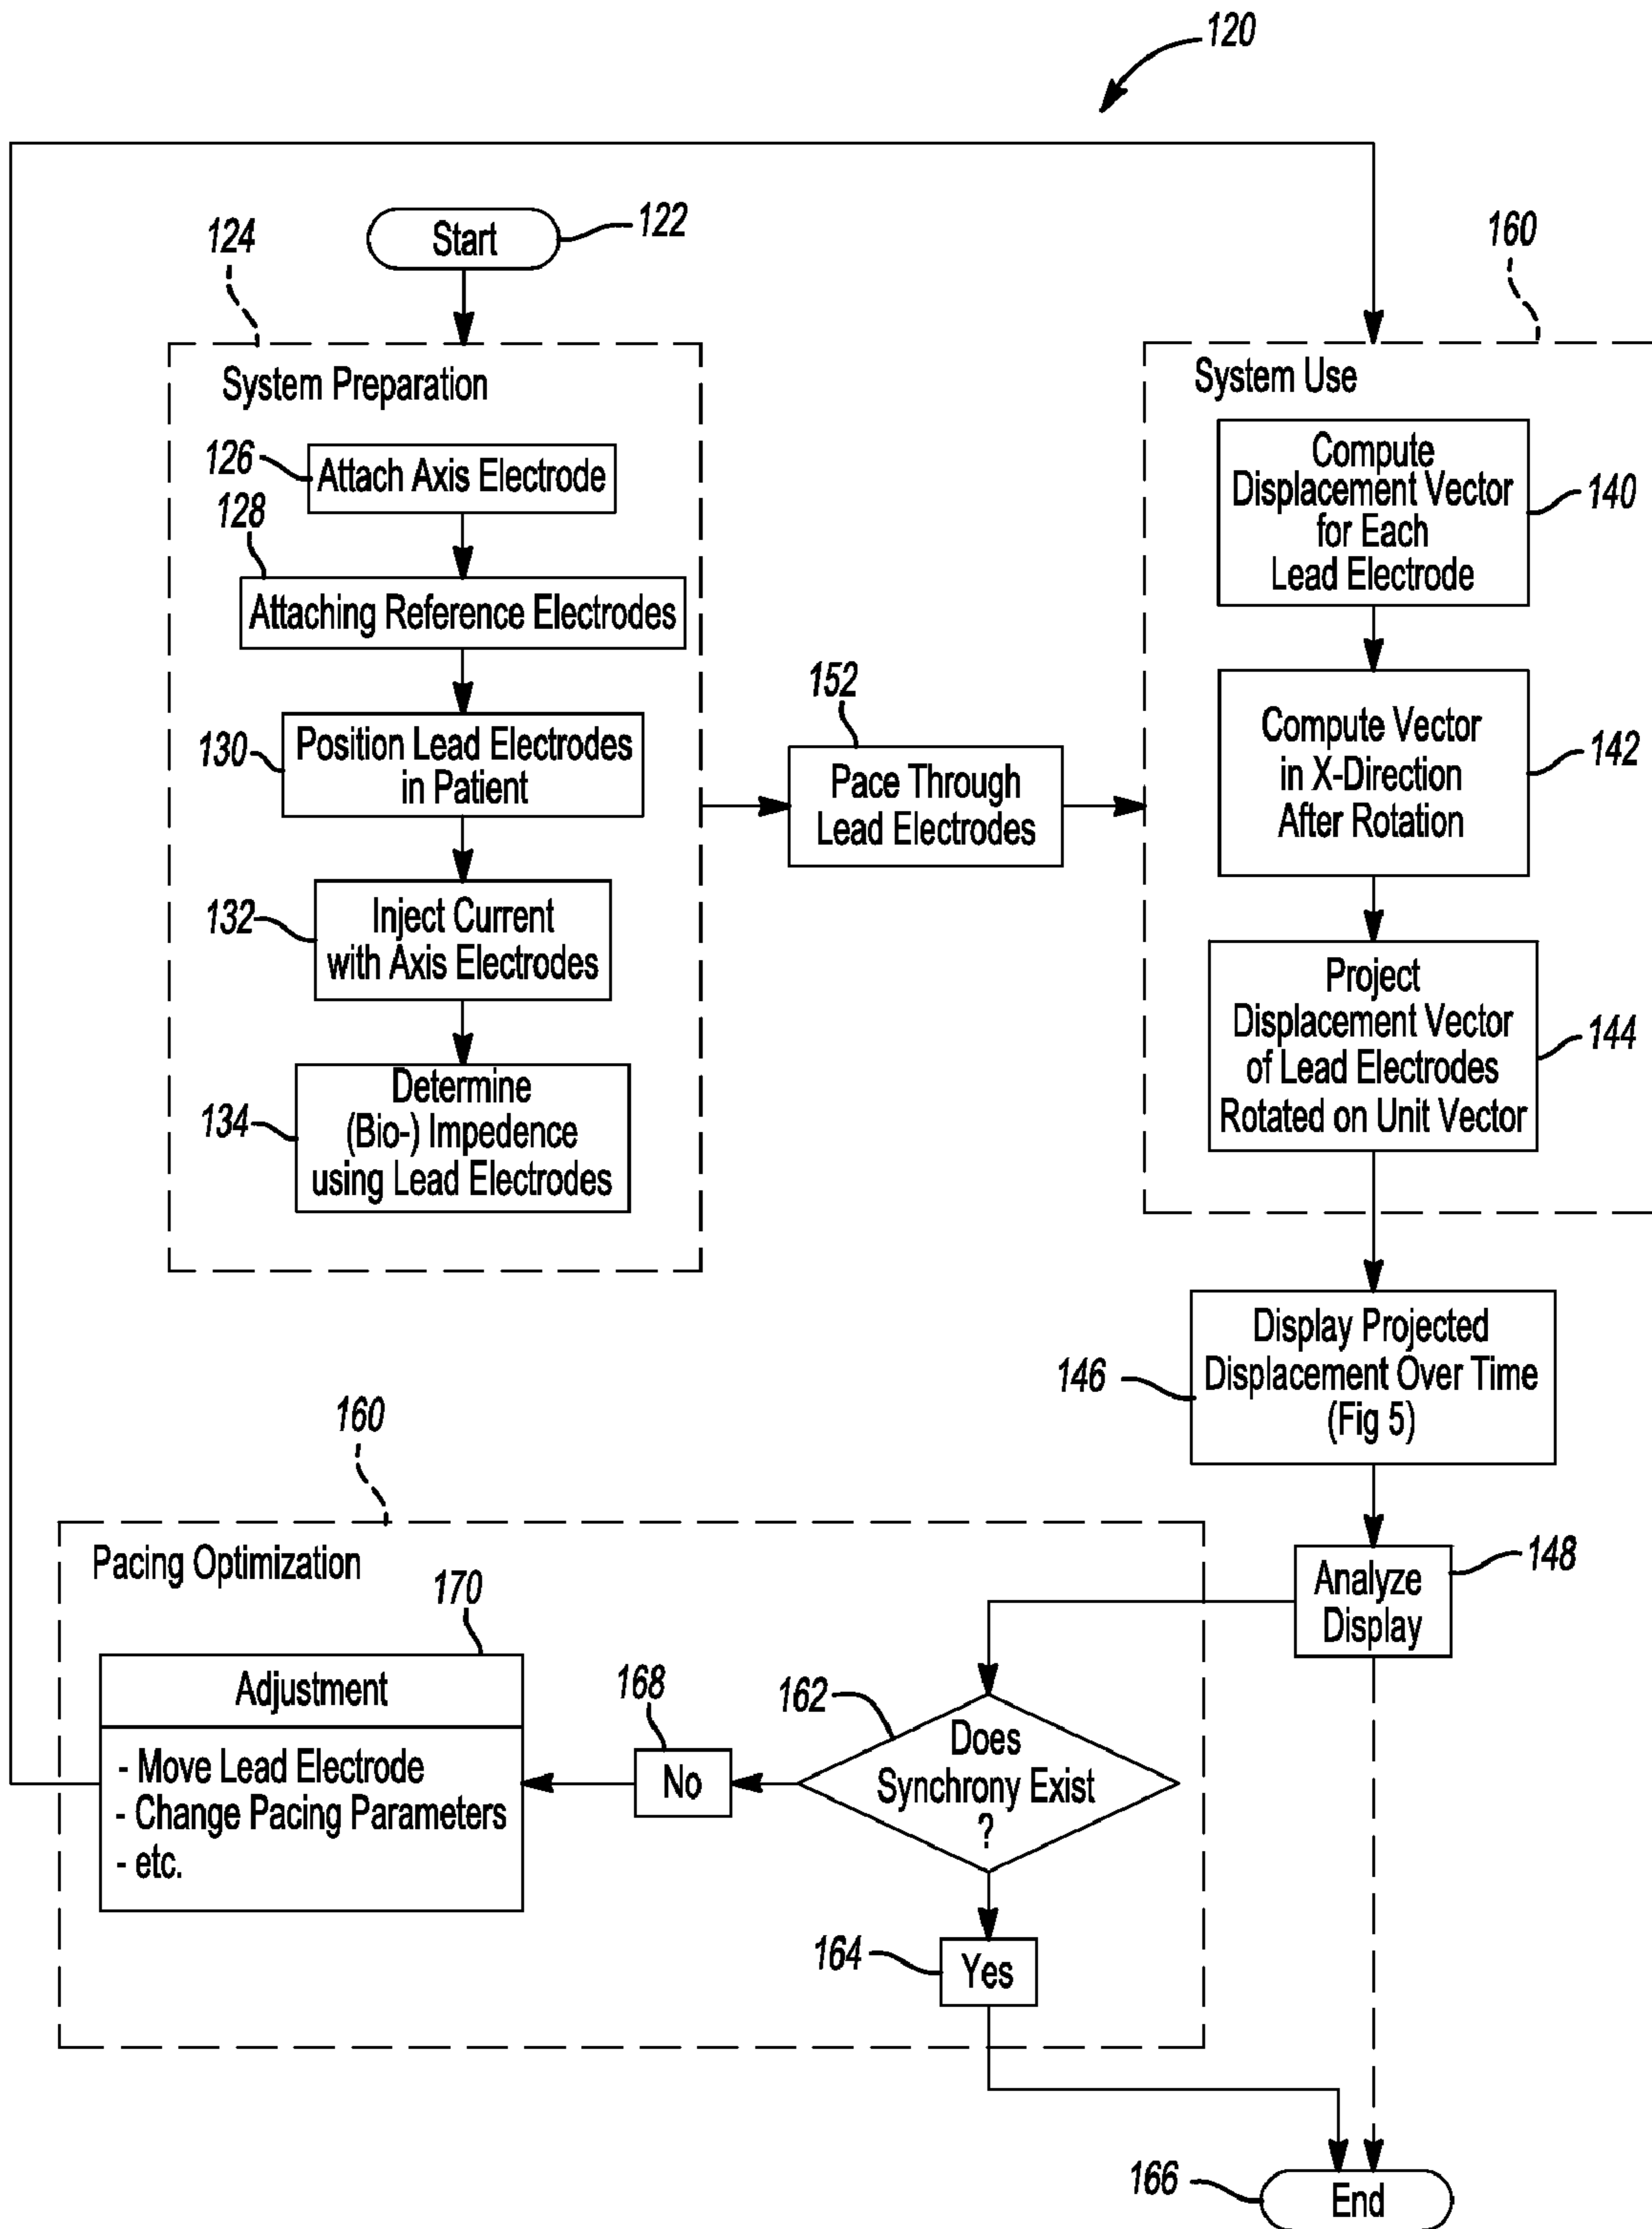 120
Start
122
124
System Preparation
126
Attach Axis Electrode
128
Attaching Reference Electrodes
130
Position Lead Electrodes
in Patient
132
Inject Current
with Axis Electrodes
134
Determine
(Bio-) Impedence
using Lead Electrodes
152
Pace Through
Lead Electrodes
160
System Use
Compute
Displacement Vector
for Each
Lead Electrode
140
Compute Vector
in X-Direction
After Rotation
142
Project
Displacement Vector
of Lead Electrodes
Rotated on Unit Vector
144
146
Display Projected
Displacement Over Time
(Fig 5)
148
Analyze
Display
160
Pacing Optimization
170
Adjustment
- Move Lead Electrode
- Change Pacing Parameters
- etc.
168
No
162
Does
Synchrony Exist
?
164
Yes
166
End